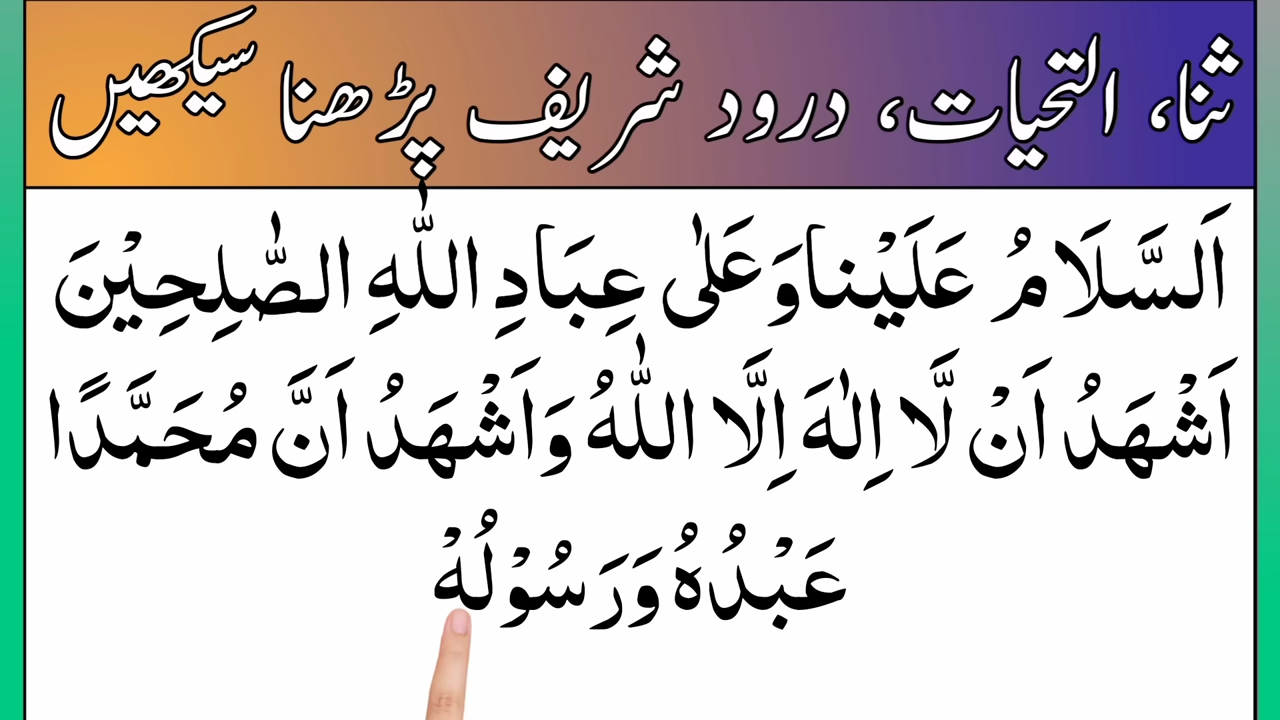 ثنا، التحیات، درود شریف پڑھنا سیکھیں
اَلسَّلَامُ عَلَیْنَا وَعَلٰی عِبَادِ اللّٰهِ الصّٰلِحِیْنَ
اَشْهَدُ اَنْ لَّا اِلٰهَ اِلَّا اللّٰهُ وَاَشْهَدُ اَنَّ مُحَمَّدًا
عَبْدُهٗ وَرَسُوْلُهٗ